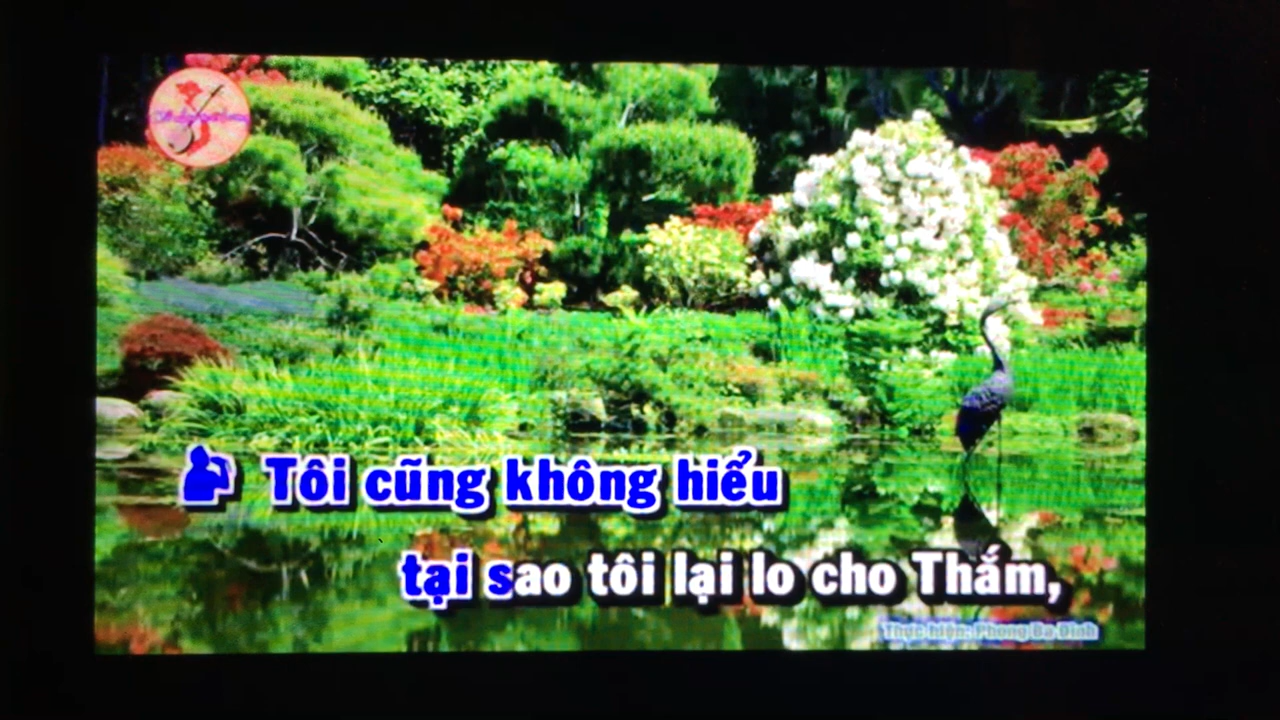 Tôi cũng không hiểu
tại sao tôi lại lo cho Thắm,
Thực hiện: Phong Ba Đình